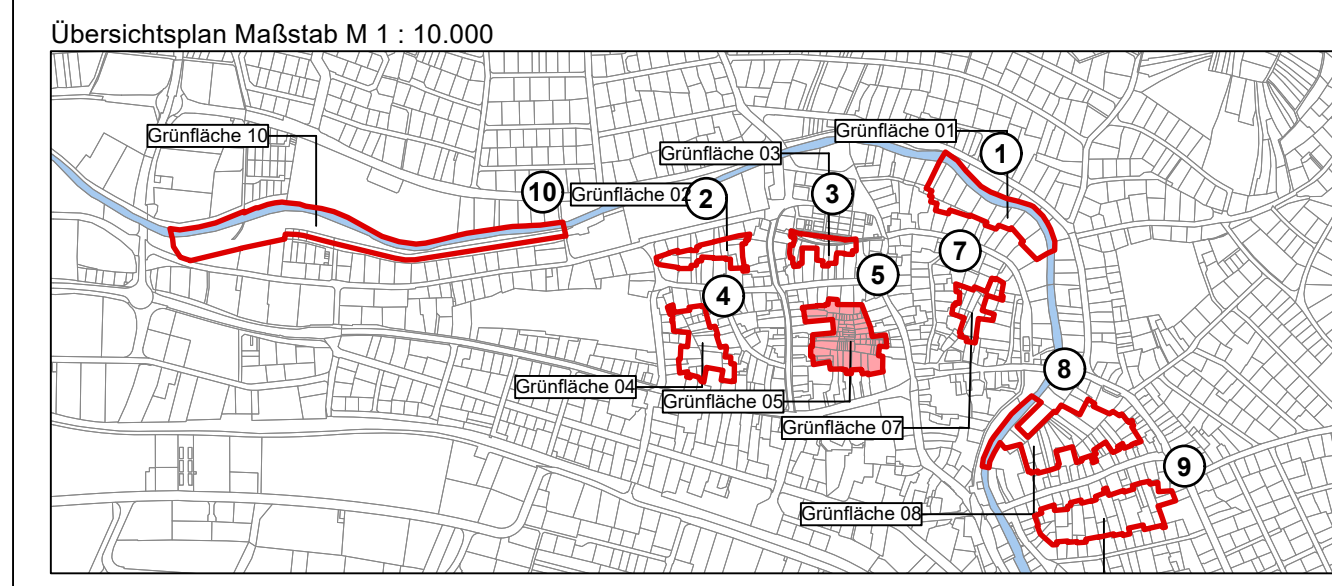 Übersichtsplan Maßstab M 1 : 10.000
Grünfläche 01
Grünfläche 10
1
Grünfläche 03
10
Grünfläche 02
2
3
7
5
4
8
Grünfläche 04
Grünfläche 05
Grünfläche 07
9
Grünfläche 08